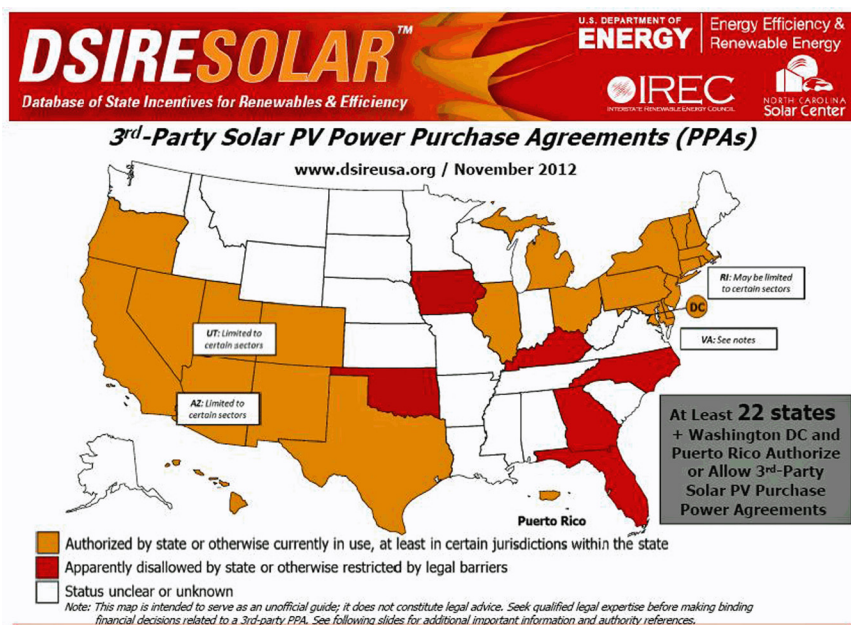 DSIRESOLAR™
Database of State Incentives for Renewables & Efficiency
U.S. DEPARTMENT OF
ENERGY
Energy Efficiency &
Renewable Energy
IREC
INTERSTATE RENEWABLE ENERGY COUNCIL
NORTH CAROLINA
Solar Center
3rd-Party Solar PV Power Purchase Agreements (PPAs)
www.dsireusa.org / November 2012
RI: May be limited
to certain sectors
DC
UT: Limited to
certain sectors
VA: See notes
AZ: Limited to
certain sectors
At Least 22 states
+ Washington DC and
Puerto Rico Authorize
or Allow 3rd-Party
Solar PV Purchase
Power Agreements
Puerto Rico
Authorized by state or otherwise currently in use, at least in certain jurisdictions within the state
Apparently disallowed by state or otherwise restricted by legal barriers
Status unclear or unknown
Note: This map is intended to serve as an unofficial guide; it does not constitute legal advice. Seek qualified legal expertise before making binding
financial decisions related to a 3rd-party PPA. See following slides for additional important information and authority references.